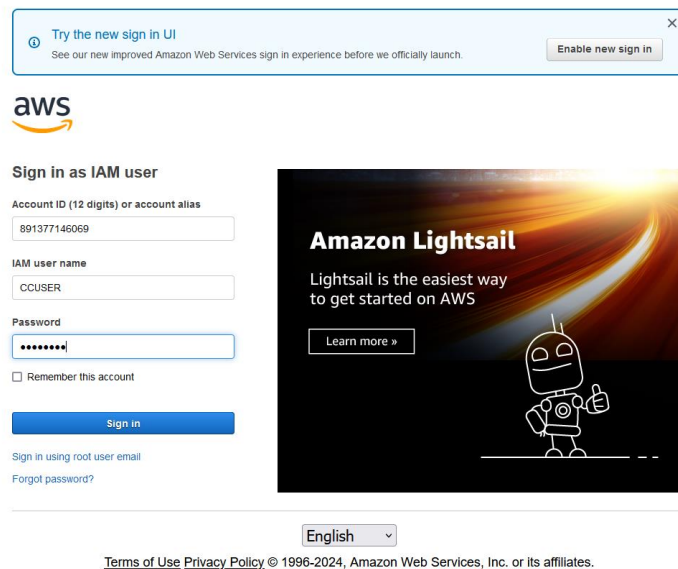 Try the new sign in UI
See our new improved Amazon Web Services sign in experience before we officially launch.
Enable new sign in
aws
Sign in as IAM user
Account ID (12 digits) or account alias
891377146069
IAM user name
CCUSER
Password
••••••••
Remember this account
Sign in
Sign in using root user email
Forgot password?
Amazon Lightsail
Lightsail is the easiest way
to get started on AWS
Learn more »
English
Terms of Use Privacy Policy © 1996-2024, Amazon Web Services, Inc. or its affiliates.